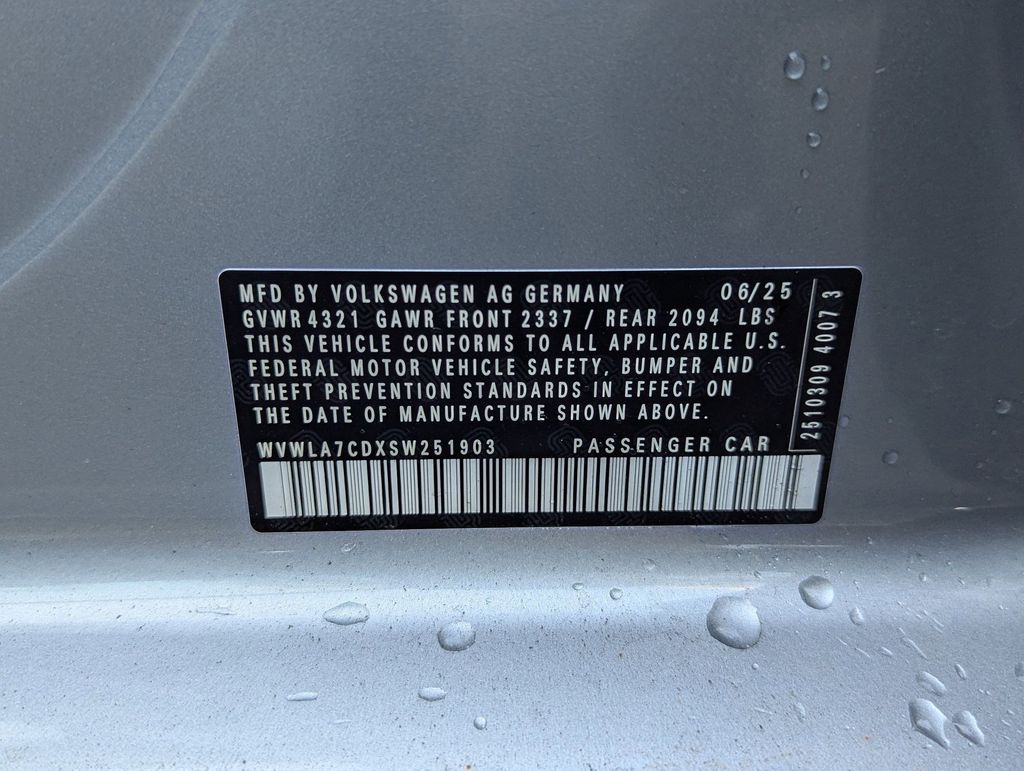 MFD BY VOLKSWAGEN AG GERMANY 06/25
GVWR 4321 GAWR FRONT 2337 / REAR 2094 LBS
THIS VEHICLE CONFORMS TO ALL APPLICABLE U.S.
FEDERAL MOTOR VEHICLE SAFETY, BUMPER AND
THEFT PREVENTION STANDARDS IN EFFECT ON
THE DATE OF MANUFACTURE SHOWN ABOVE.
WVWLA7CDXSW251903 PASSENGER CAR
2510309 4007 3